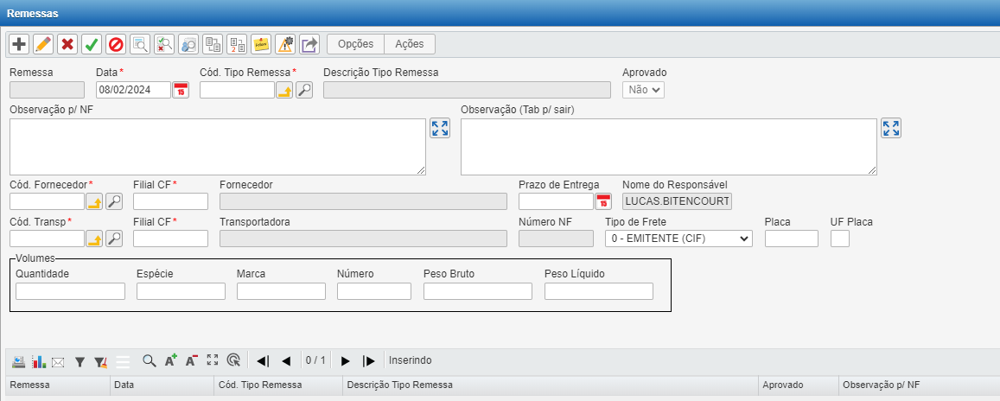 Remessas
Opções Ações
Remessa Data* Cód. Tipo Remessa* Descrição Tipo Remessa Aprovado
08/02/2024 15 Não
Observação p/ NF Observação (Tab p/ sair)
Cód. Fornecedor* Filial CF* Fornecedor Prazo de Entrega Nome do Responsável
15 LUCAS.BITENCOURT
Cód. Transp* Filial CF* Transportadora Número NF Tipo de Frete Placa UF Placa
0 - EMITENTE (CIF)
Volumes
Quantidade Espécie Marca Número Peso Bruto Peso Líquido
0 / 1 Inserindo
Remessa Data Cód. Tipo Remessa Descrição Tipo Remessa Aprovado Observação p/ NF